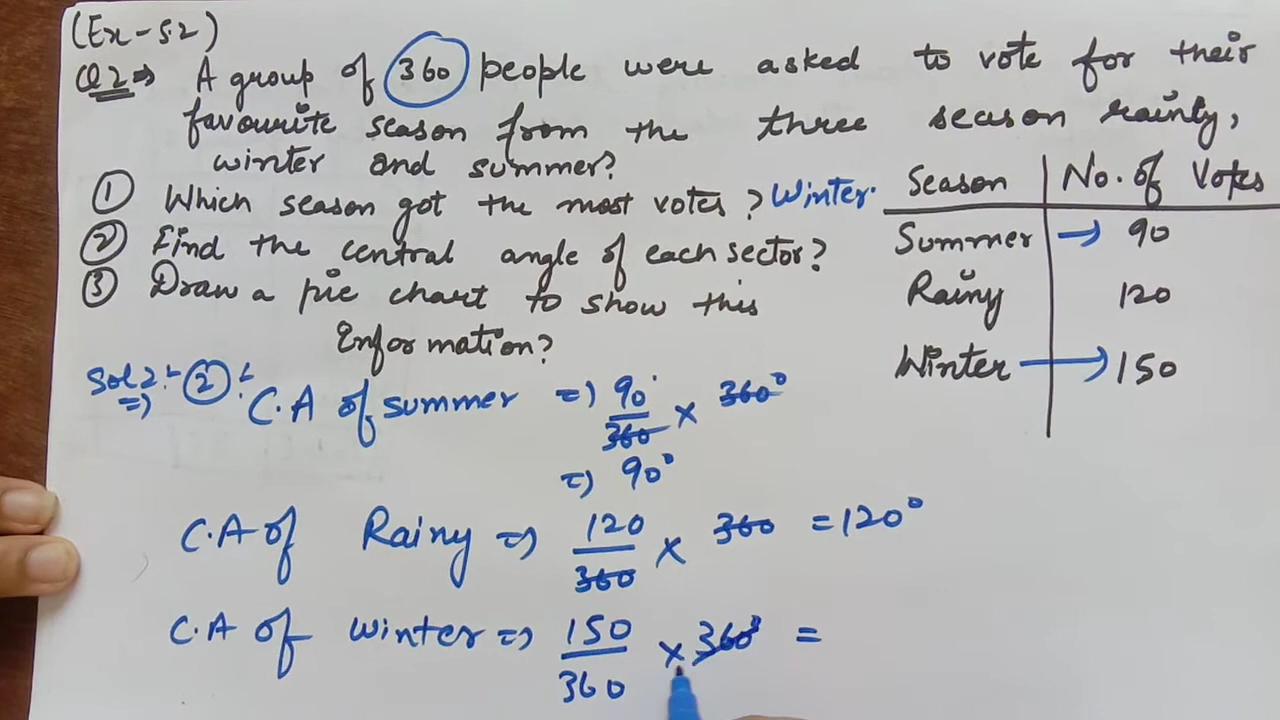 (Ex-5.2)
Q2⇒ A group of 360 people were asked to vote for their
favourite season from the three season rainly,
winter and summer?
① Which season got the most votes? Winter.
② Find the central angle of each sector?
③ Draw a pie chart to show this
Information?
Season No. of Votes
Summer → 90
Rainy 120
Winter → 150
Sol2:- ②:- C.A of summer => 90/360 × 360°
=> 90°
C.A of Rainy => 120/360 × 360 = 120°
C.A of winter => 150/360 × 360° =